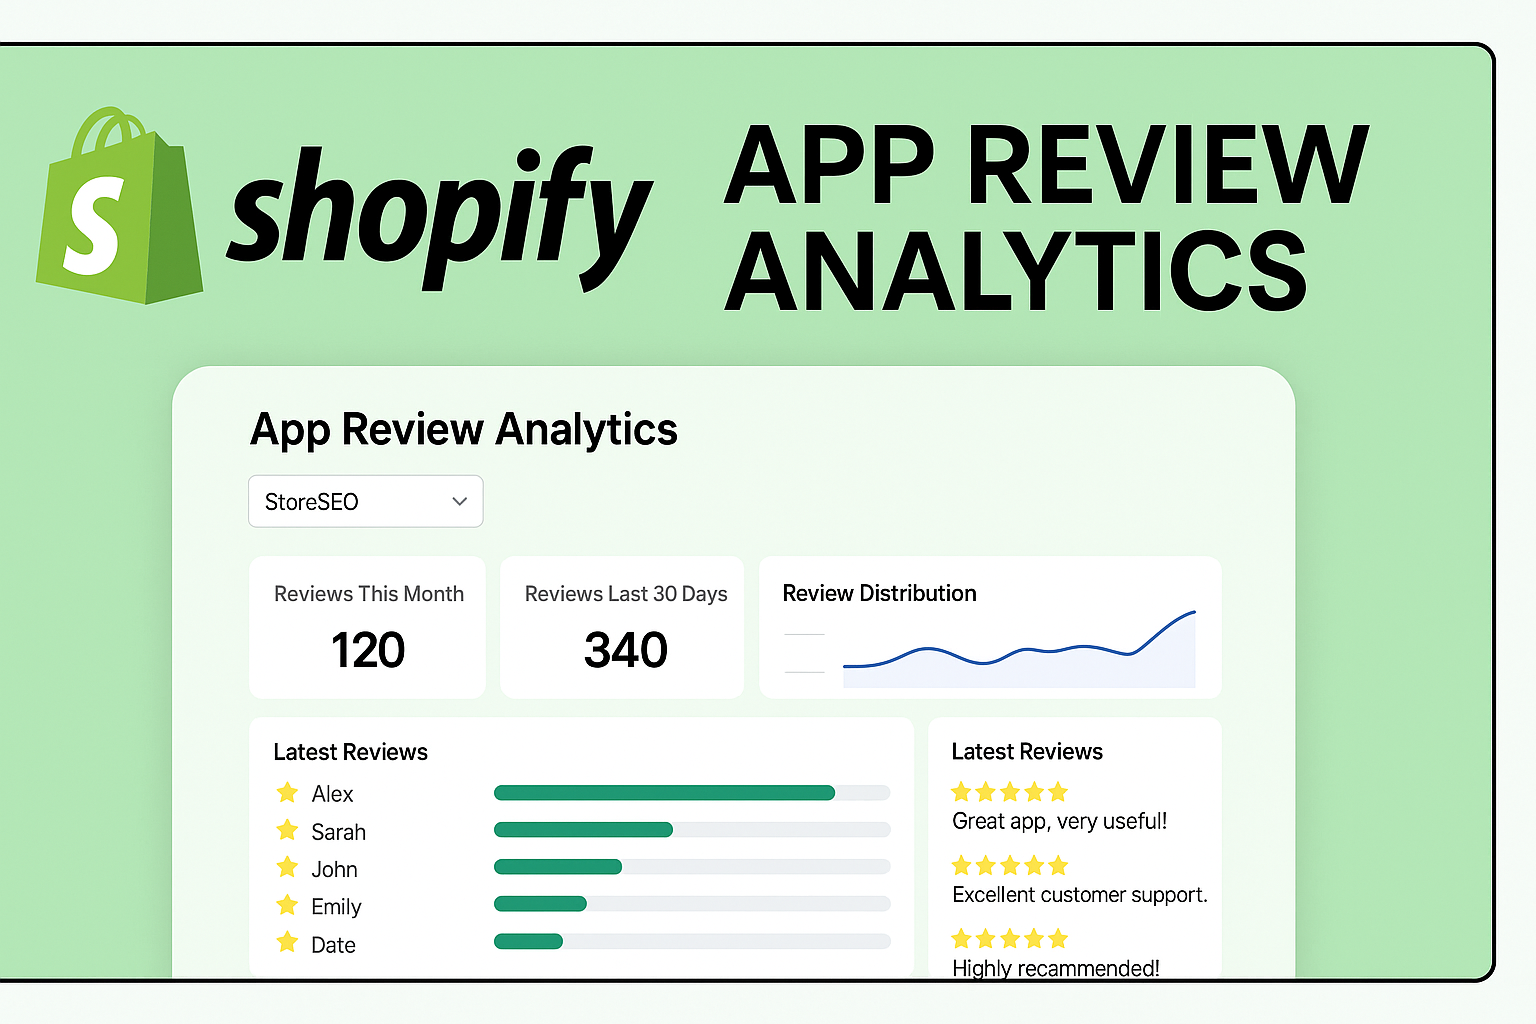 shopify
APP REVIEW
ANALYTICS
App Review Analytics
StoreSEO
Reviews This Month
120
Reviews Last 30 Days
340
Review Distribution
Latest Reviews
Alex
Sarah
John
Emily
Date
Latest Reviews
Great app, very useful!
Excellent customer support.
Highly recommended!